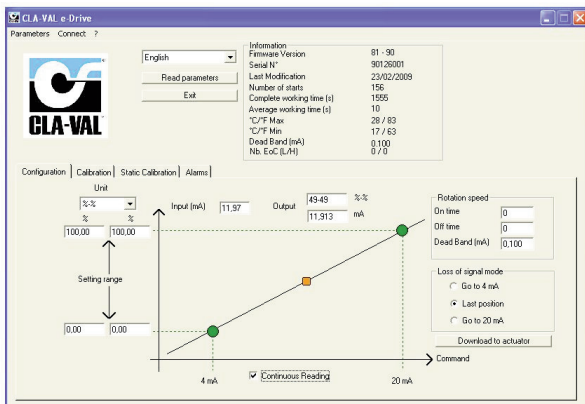 CLA-VAL e-Drive
Parameters Connect ?
English
Read parameters
Exit
CLA-VAL
Information
Firmware Version 81 - 90
Serial N° 90126001
Last Modification 23/02/2009
Number of starts 156
Complete working time (s) 1555
Average working time (s) 10
°C/°F Max 28 / 83
°C/°F Min 17 / 63
Dead Band (mA) 0.100
Nb. EoC (L/H) 0 / 0
Configuration Calibration Static Calibration Alarms
Unit
%-%
% %
100,00 100,00
Setting range
0,00 0,00
Input (mA) 11,97
Output 49-49 %-%
11,913 mA
4 mA
20 mA
Command
Continuous Reading
Rotation speed
On time 0
Off time 0
Dead Band (mA) 0,100
Loss of signal mode
Go to 4 mA
Last position
Go to 20 mA
Download to actuator